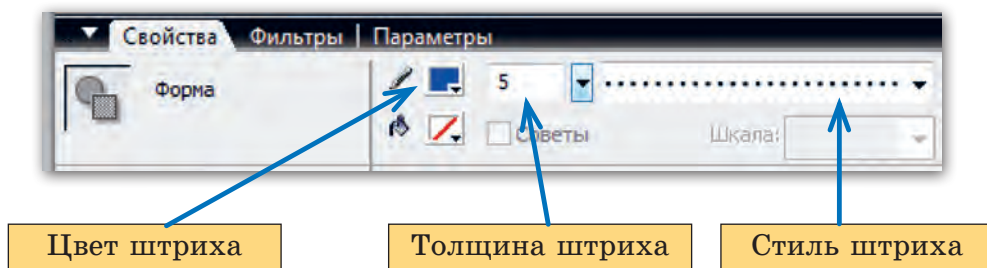 Свойства Фильтры Параметры
Форма
5
Советы Шкала:
Цвет штриха Толщина штриха Стиль штриха